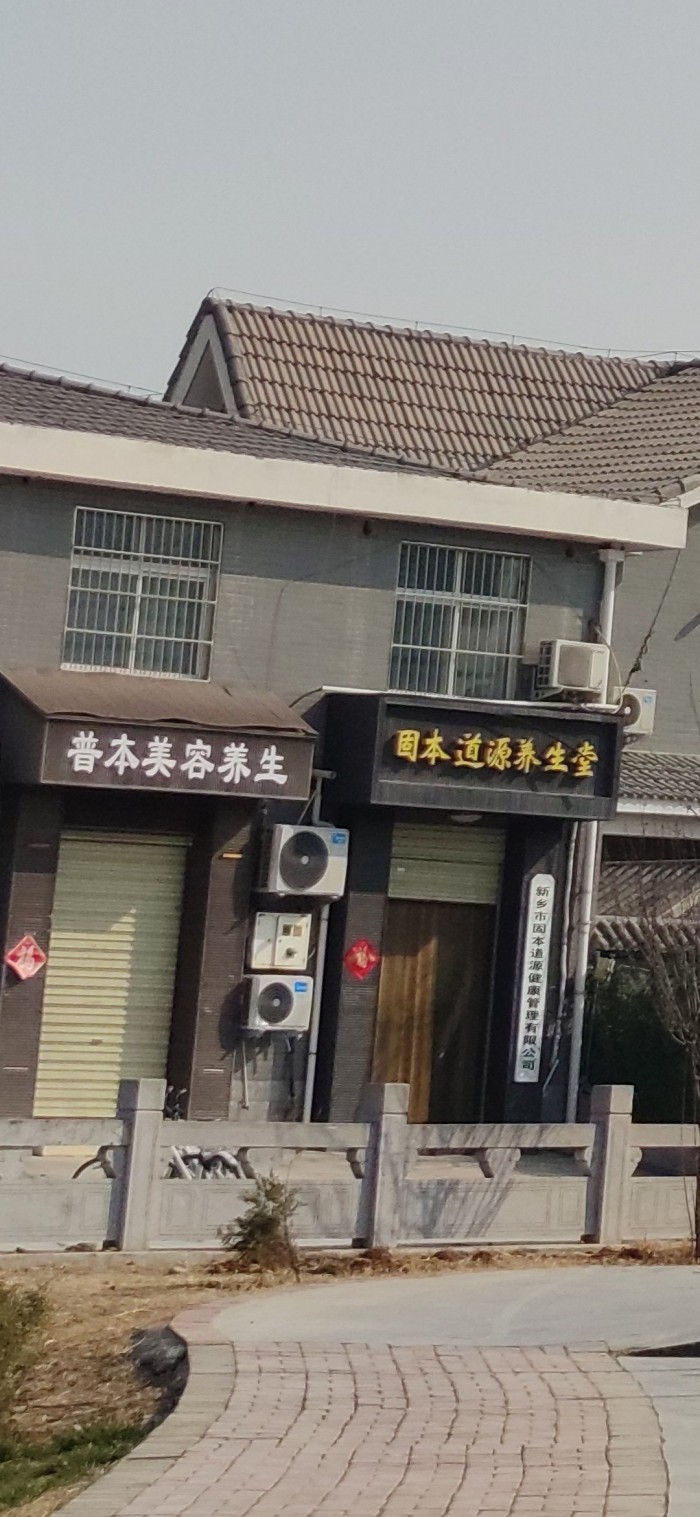 普本美容养生
固本道源养生堂
新乡市固本道源健康管理有限公司
福